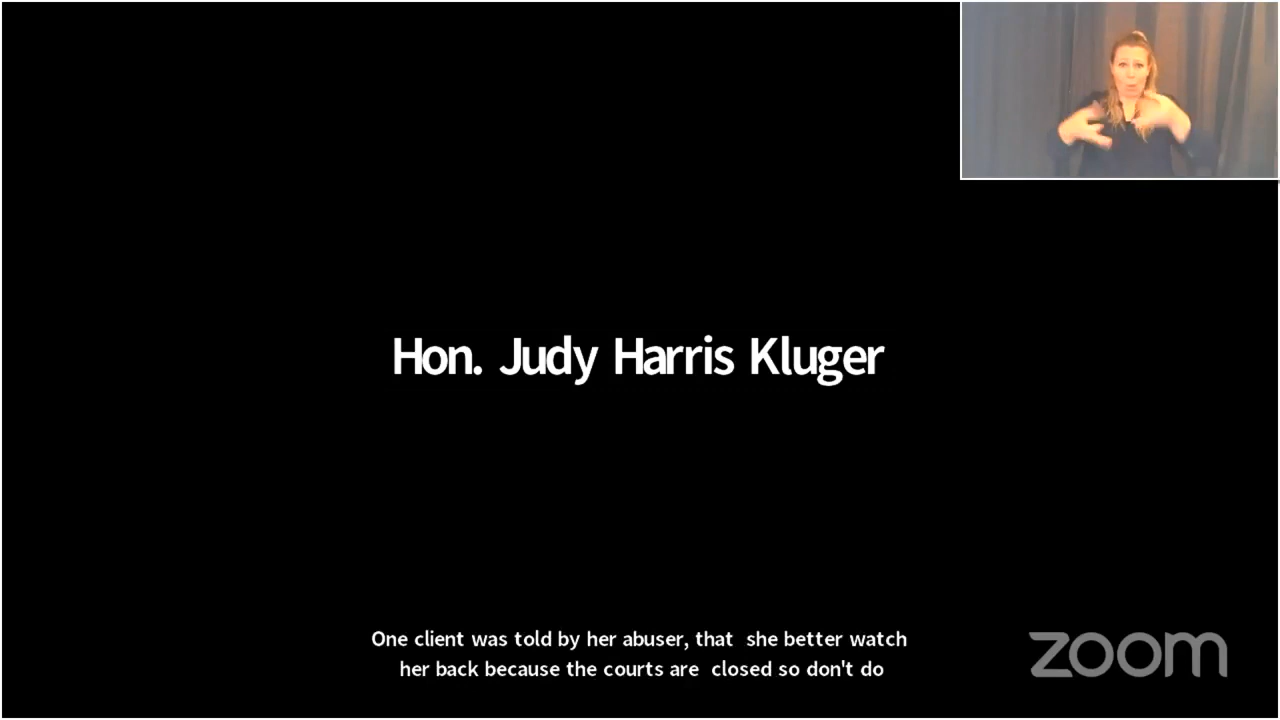 Hon. Judy Harris Kluger
One client was told by her abuser, that she better watch
her back because the courts are closed so don't do
zoom